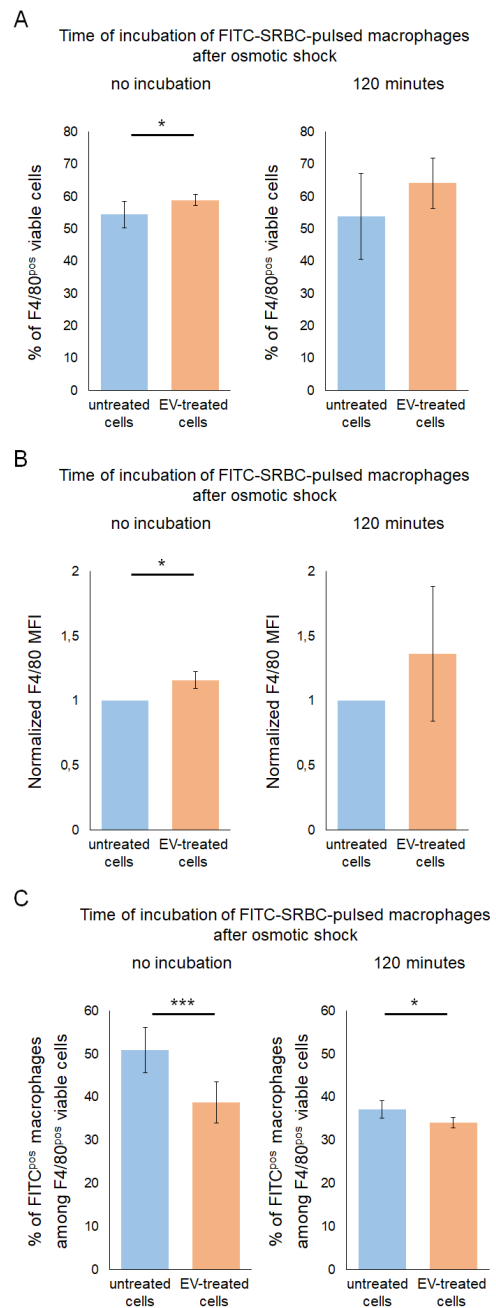 A
Time of incubation of FITC-SRBC-pulsed macrophages
after osmotic shock
no incubation
120 minutes
% of F4/80pos viable cells
80
70
60
50
40
30
20
10
0
*
untreated
cells
EV-treated
cells
% of F4/80pos viable cells
80
70
60
50
40
30
20
10
0
untreated
cells
EV-treated
cells
B
Time of incubation of FITC-SRBC-pulsed macrophages
after osmotic shock
no incubation
120 minutes
Normalized F4/80 MFI
2
1,5
1
0,5
0
*
untreated
cells
EV-treated
cells
Normalized F4/80 MFI
2
1,5
1
0,5
0
untreated
cells
EV-treated
cells
C
Time of incubation of FITC-SRBC-pulsed macrophages
after osmotic shock
no incubation
120 minutes
% of FITCpos macrophages
among F4/80pos viable cells
60
50
40
30
20
10
0
***
untreated
cells
EV-treated
cells
% of FITCpos macrophages
among F4/80pos viable cells
60
50
40
30
20
10
0
*
untreated
cells
EV-treated
cells